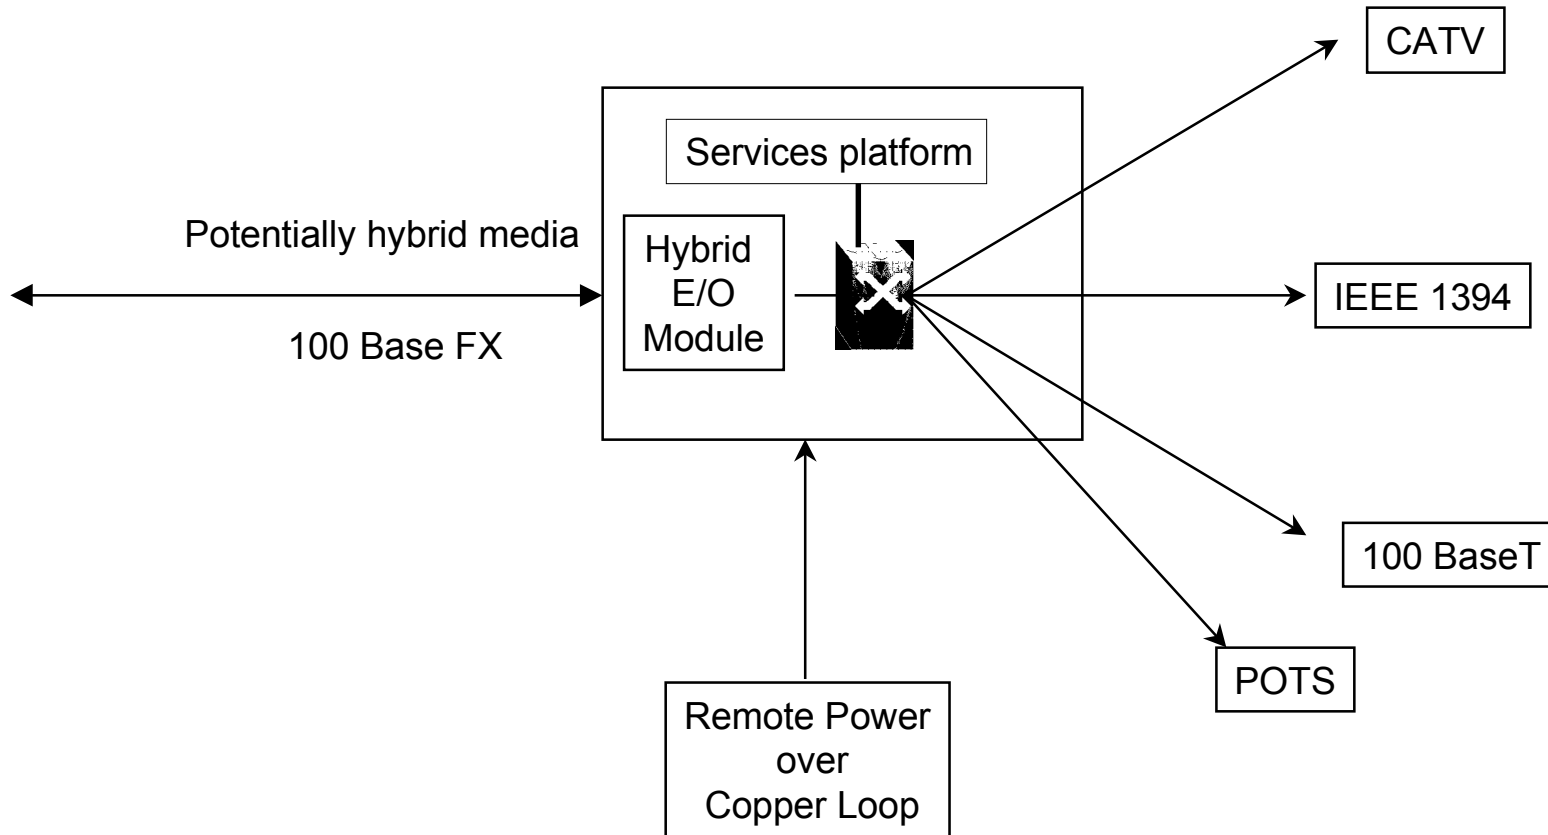 CATV
Services platform
Potentially hybrid media
Hybrid
E/O
Module
IEEE 1394
100 Base FX
100 BaseT
POTS
Remote Power
over
Copper Loop